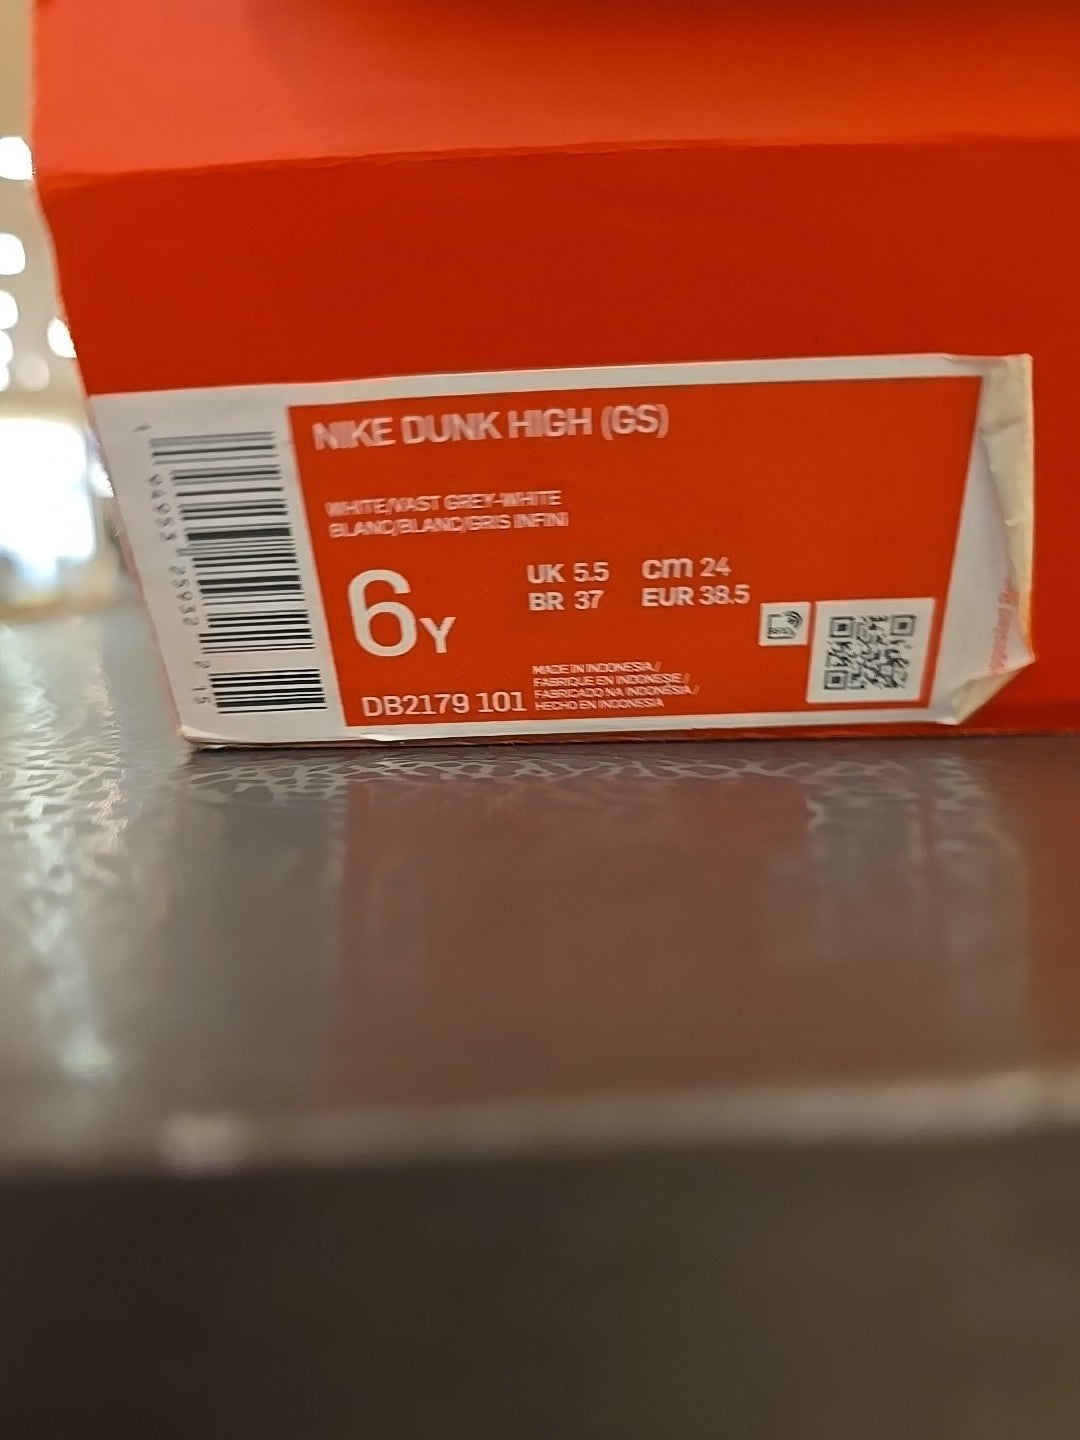 NIKE DUNK HIGH (GS)
WHITE/VAST GREY-WHITE
BLANC/BLANC/GRIS INFINI
6Y
UK 5.5 cm 24
BR 37 EUR 38.5
DB2179 101
MADE IN INDONESIA /
FABRIQUE EN INDONESIE /
FABRICADO NA INDONÉSIA /
HECHO EN INDONESIA